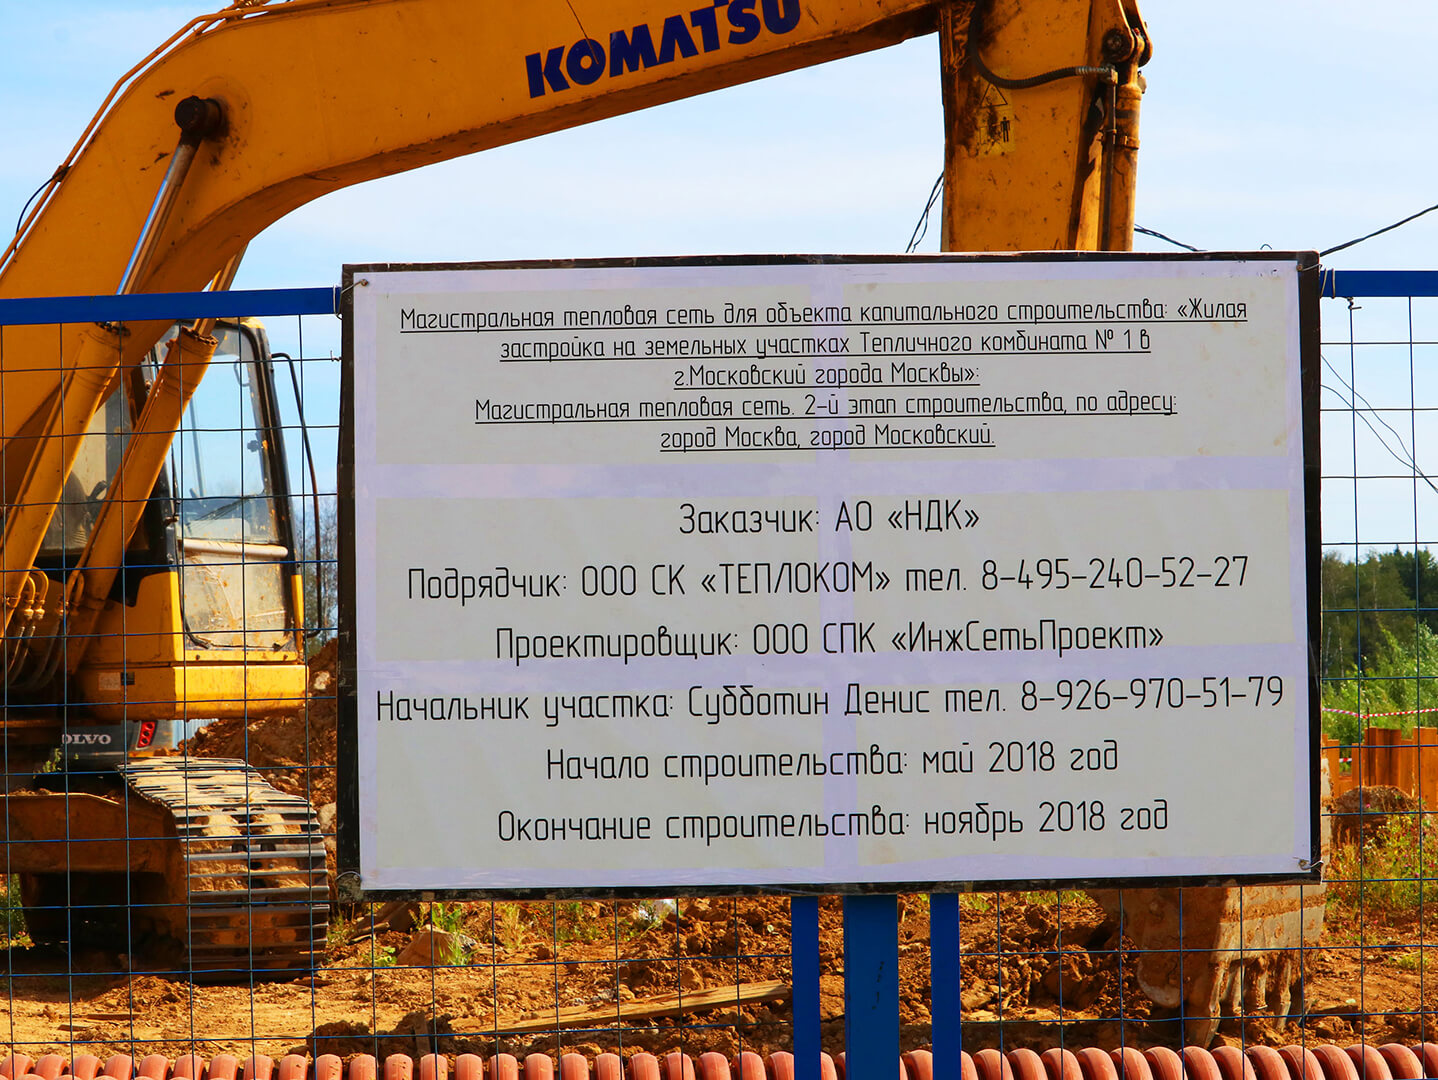 KOMATSU
Магистральная тепловая сеть для объекта капитального строительства: «Жилая
застройка на земельных участках Тепличного комбината № 1 в
г.Московский города Москвы»:
Магистральная тепловая сеть. 2-й этап строительства, по адресу:
город Москва, город Московский.
Заказчик: АО «НДК»
Подрядчик: ООО СК «ТЕПЛОКОМ» тел. 8-495-240-52-27
Проектировщик: ООО СПК «ИнжСетьПроект»
Начальник участка: Субботин Денис тел. 8-926-970-51-79
Начало строительства: май 2018 год
Окончание строительства: ноябрь 2018 год
VOLVO